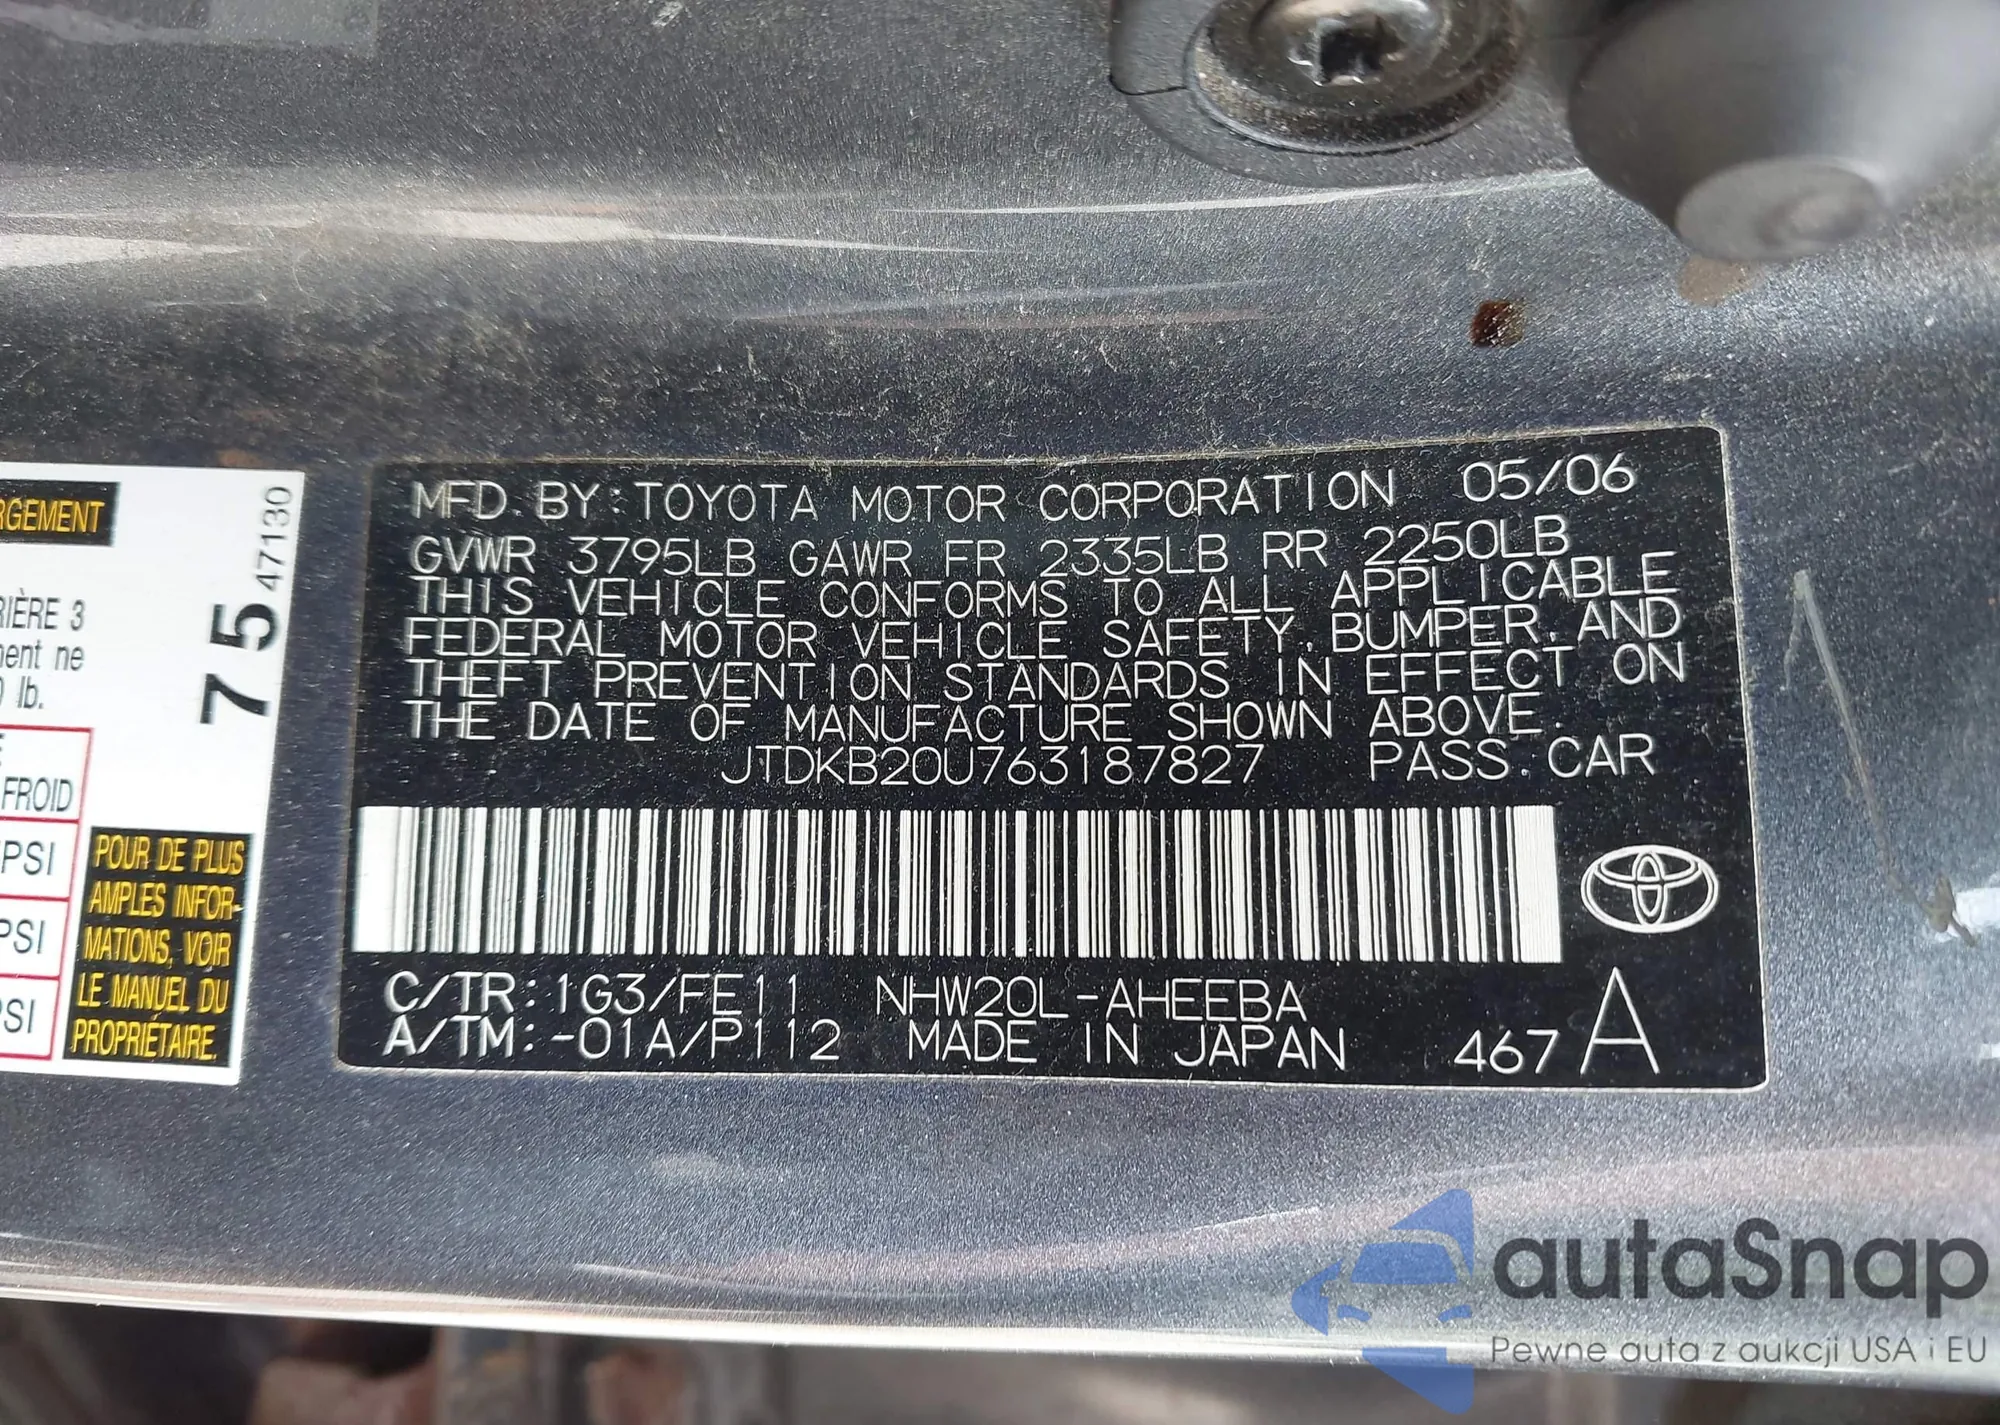 RGEMENT
47130
75
RIÈRE 3
ment ne
lb.
FROID
PSI
PSI
PSI
POUR DE PLUS
AMPLES INFOR-
MATIONS, VOIR
LE MANUEL DU
PROPRIÉTAIRE.
MFD. BY: TOYOTA MOTOR CORPORATION 05/06
GVWR 3795LB GAWR FR 2335LB RR 2250LB
THIS VEHICLE CONFORMS TO ALL APPLICABLE
FEDERAL MOTOR VEHICLE SAFETY, BUMPER, AND
THEFT PREVENTION STANDARDS IN EFFECT ON
THE DATE OF MANUFACTURE SHOWN ABOVE.
JTDKB20U763187827 PASS. CAR
C/TR: 1G3/FE11 NHW20L-AHEEBA
A/TM: -01A/P112 MADE IN JAPAN 467 A
autaSnap
Pewne auta z aukcji USA i EU